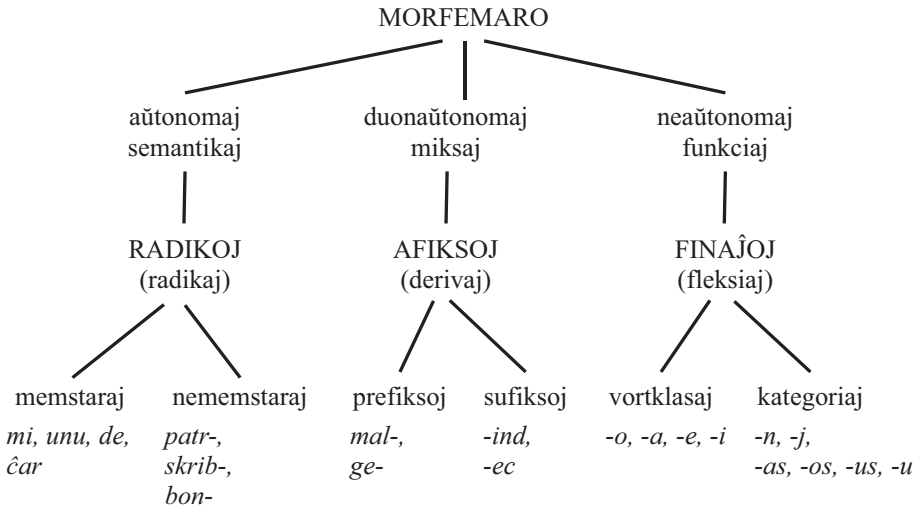 MORFEMARO
aŭtonomaj duonaŭtonomaj neaŭtonomaj
semantikaj miksaj funkciaj
RADIKOJ AFIKSOJ FINAĴOJ
(radikaj) (derivaj) (fleksiaj)
memstaraj nememstaraj prefiksoj sufiksoj vortklasaj kategoriaj
mi, unu, de, patr-, mal-, -ind, -o, -a, -e, -i -n, -j,
ĉar skrib-, ge- -ec -as, -os, -us, -u
bon-